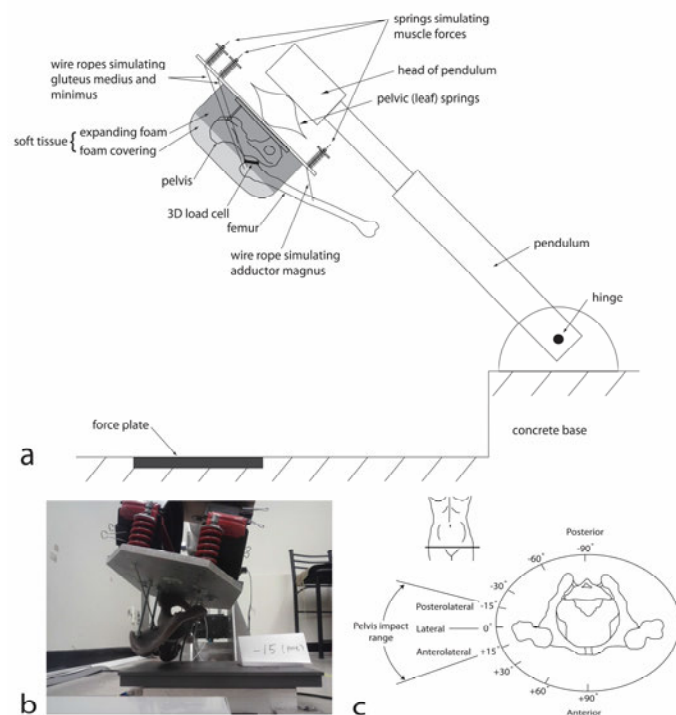 springs simulating
muscle forces
wire ropes simulating
gluteus medius and
minimus
head of pendulum
pelvic (leaf) springs
soft tissue { expanding foam
foam covering
pelvis
3D load cell
femur
wire rope simulating
adductor magnus
pendulum
hinge
force plate
concrete base
a
b
-15
c
Posterior
-90°
-60°
-30°
Posterolateral -15°
Pelvis impact
range
Lateral 0°
Anterolateral +15°
+30°
+60°
+90°
Anterior